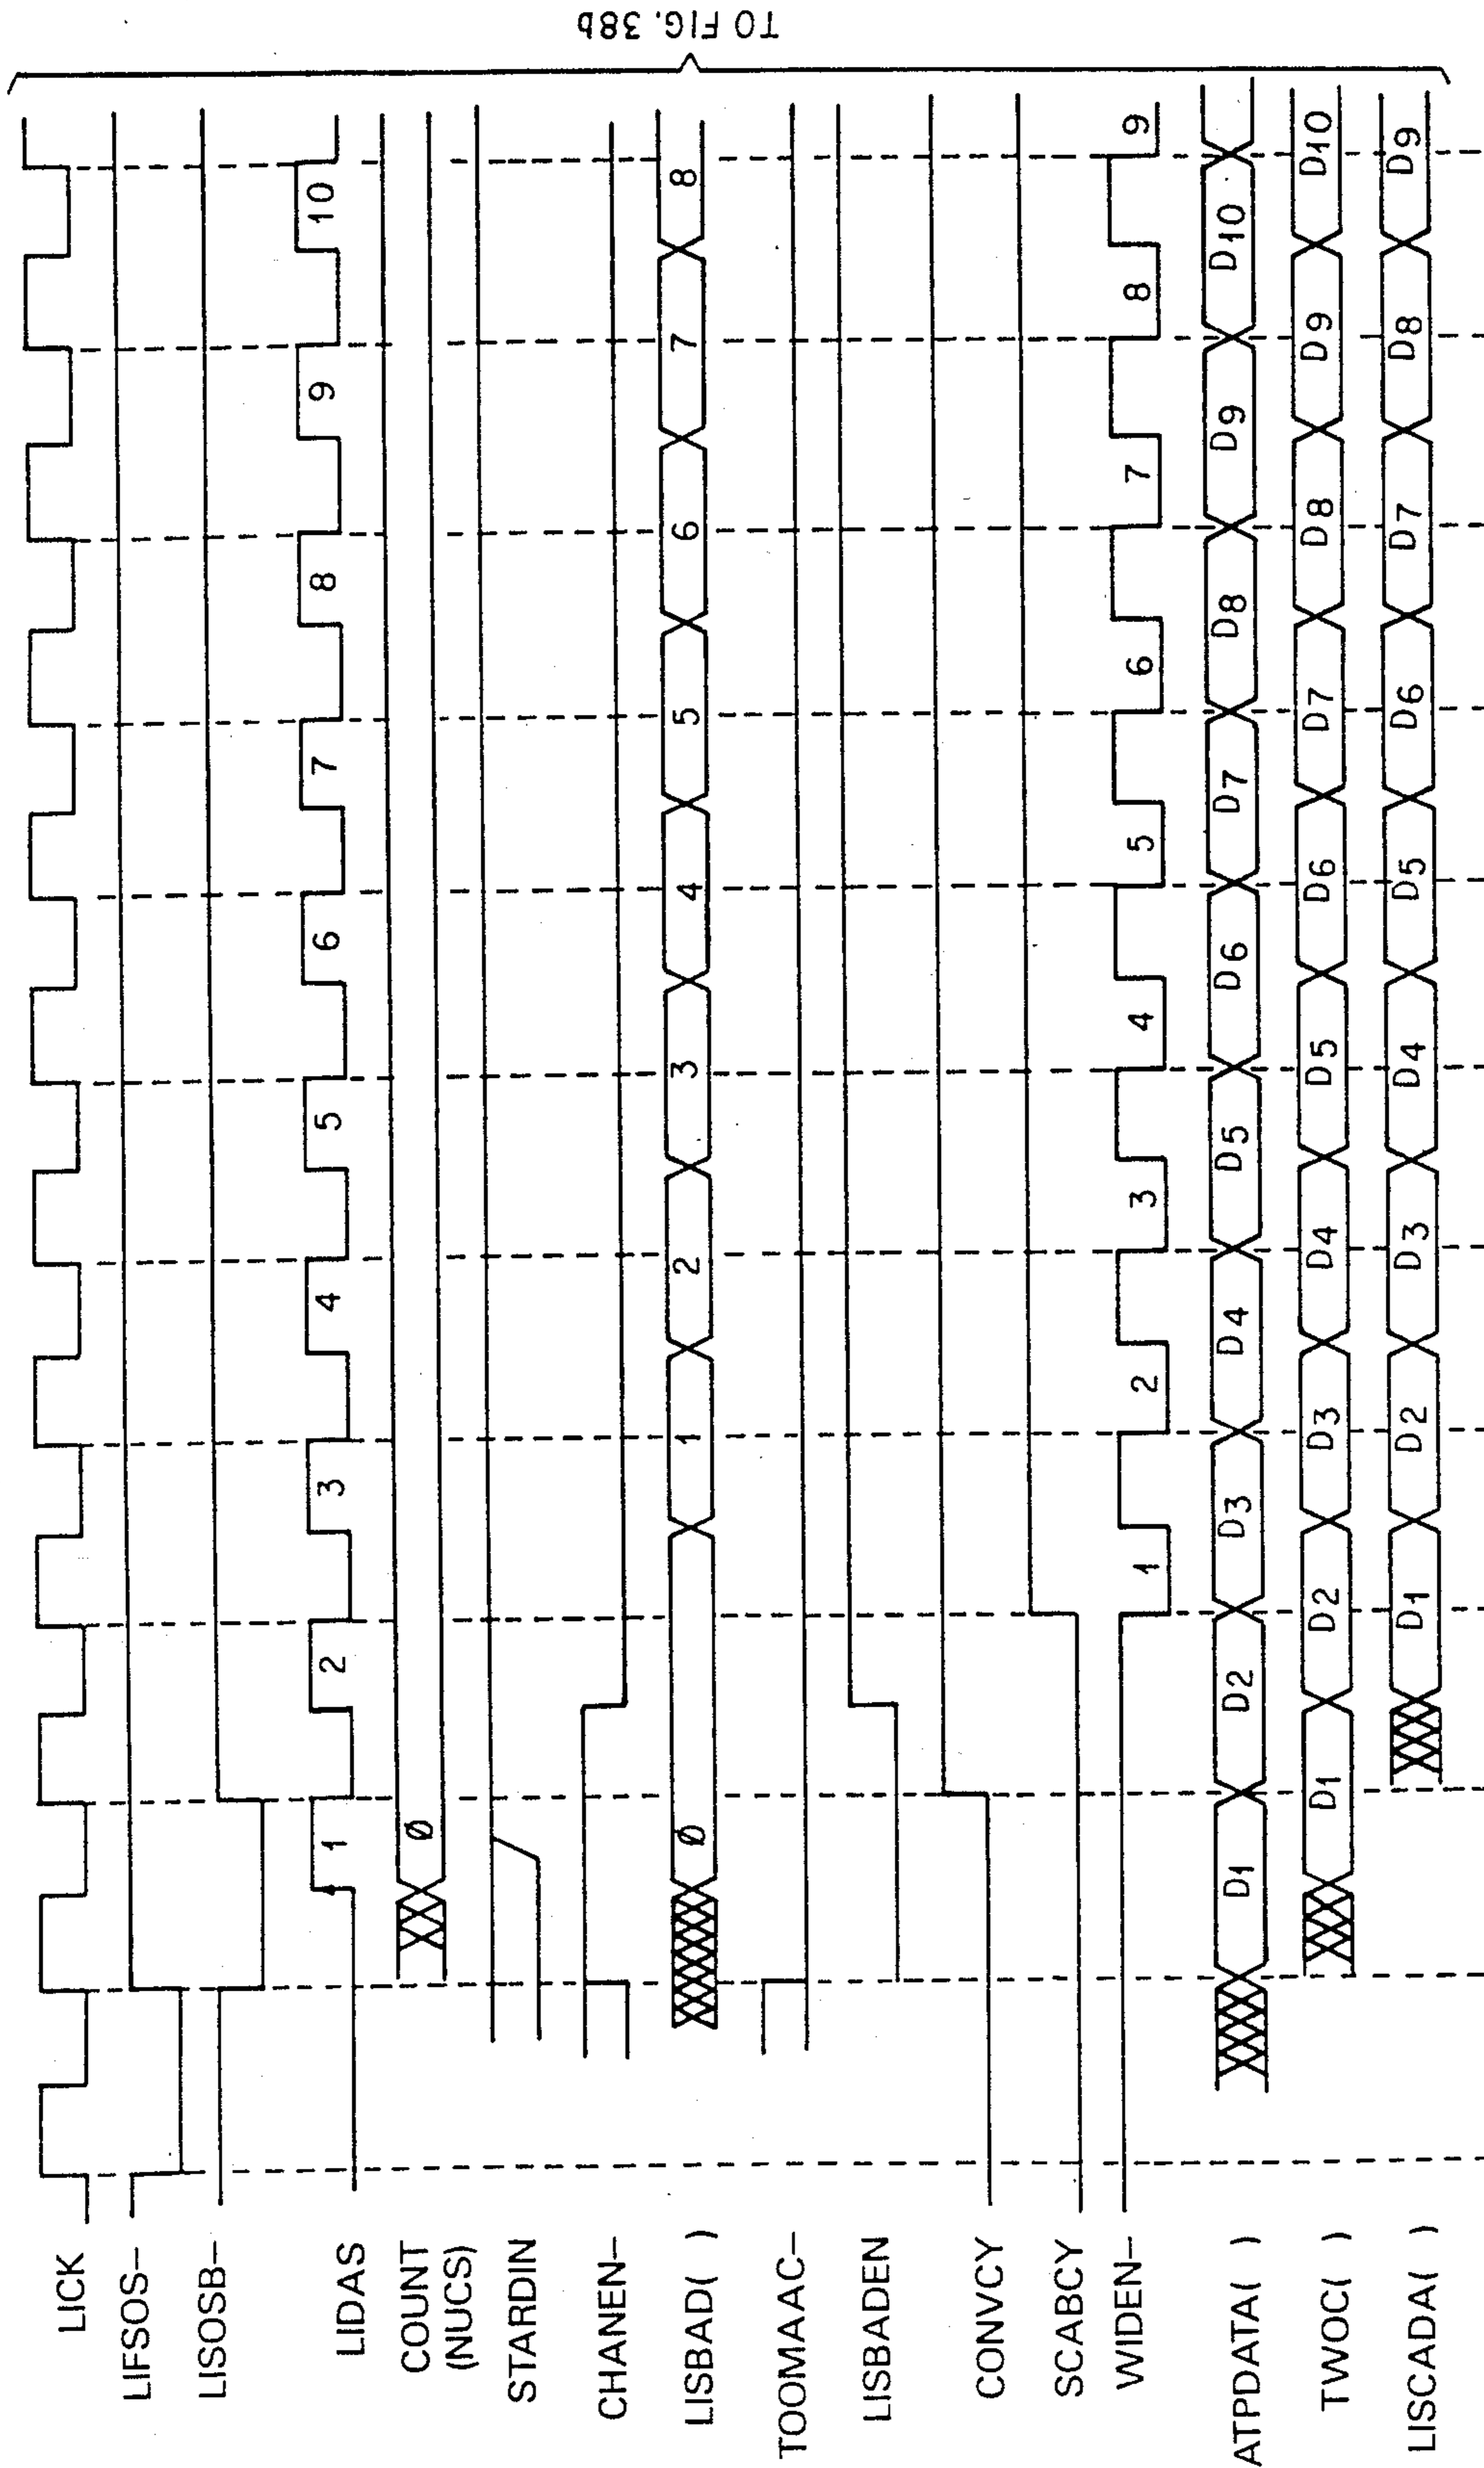 LICK
LIFSOS–
LISOSB–
LIDAS 1 2 3 4 5 6 7 8 9 10
COUNT Ø
(NUCS)
STARDIN
CHANEN–
LISBAD( ) Ø 1 2 3 4 5 6 7 8
TOOMAAC–
LISBADEN
CONVCY
SCABCY
WIDEN– 1 2 3 4 5 6 7 8 9
ATPDATA( ) D1 D2 D3 D4 D5 D6 D7 D8 D9 D10
TWOC( ) D1 D2 D3 D4 D5 D6 D7 D8 D9 D10
LISCADA( ) D1 D2 D3 D4 D5 D6 D7 D8 D9
TO FIG. 38b